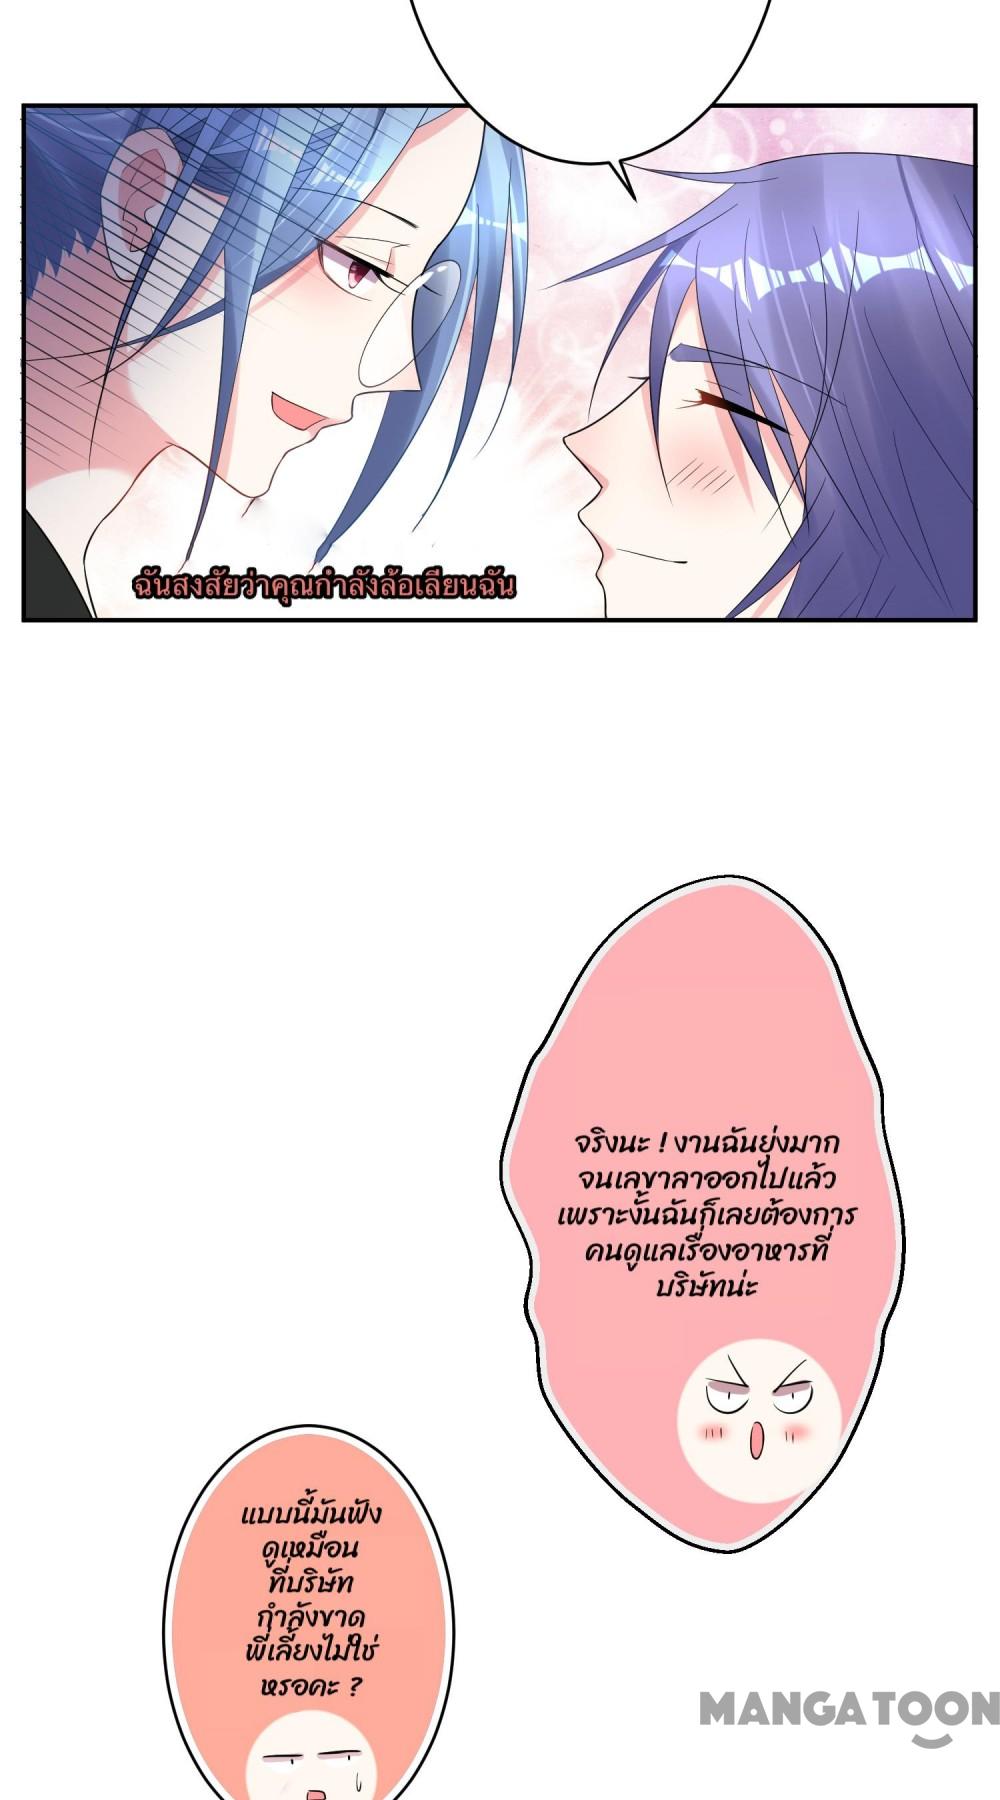 ฉันสงสัยว่าคุณกำลังล้อเลียนฉัน
จริงนะ ! งานฉันยุ่งมาก
จนเลขาลาออกไปแล้ว
เพราะงั้นฉันก็เลยต้องการ
คนดูแลเรื่องอาหารที่
บริษัทน่ะ
แบบนี้มันฟัง
ดูเหมือน
ที่บริษัท
กำลังขาด
พี่เลี้ยงไม่ใช่
หรอคะ ?
MANGATOON